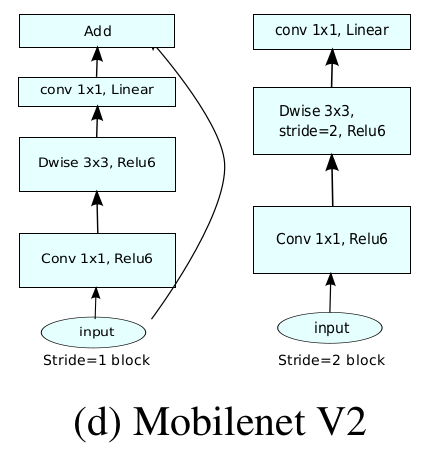 Add
conv 1x1, Linear
Dwise 3x3, Relu6
Conv 1x1, Relu6
input
Stride=1 block
conv 1x1, Linear
Dwise 3x3,
stride=2, Relu6
Conv 1x1, Relu6
input
Stride=2 block
(d) Mobilenet V2